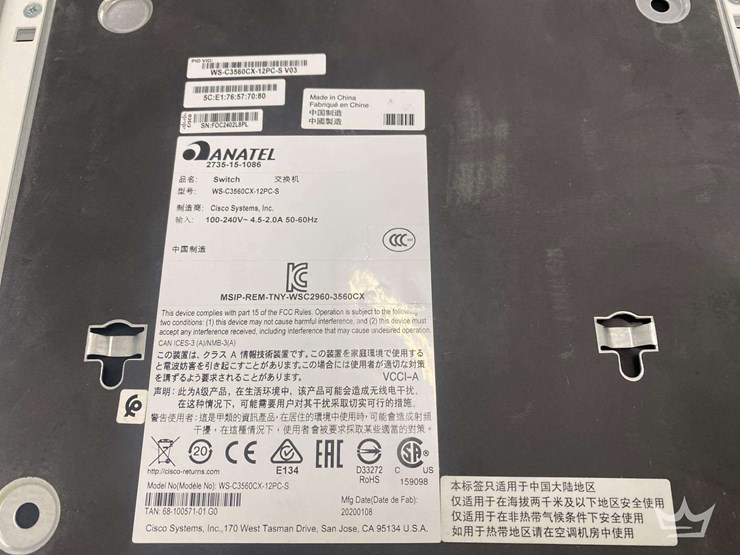 PID VID:
WS-C3560CX-12PC-S V03
5C:E1:76:57:70:80
cisco
SN:FOC2402L8PL
Made in China
Fabriqué en Chine
中国制造
中國製造
ANATEL
2735-15-1086
品名: Switch 交换机
型号: WS-C3560CX-12PC-S
制造商: Cisco Systems, Inc.
输入: 100-240V~ 4.5-2.0A 50-60Hz
中国制造
CCC
MSIP-REM-TNY-WSC2960-3560CX
This device complies with part 15 of the FCC Rules. Operation is subject to the following
two conditions: (1) this device may not cause harmful interference, and (2) this device must
accept any interference received, including interference that may cause undesired operation.
CAN ICES-3 (A)/NMB-3(A)
この装置は、クラス A 情報技術装置です。この装置を家庭環境で使用する
と電波妨害を引き起こすことがあります。この場合には使用者が適切な対策
を講ずるよう要求されることがあります。 VCCI-A
声明: 此为A级产品, 在生活环境中, 该产品可能会造成无线电干扰,
在这种情况下, 可能需要用户对其干扰采取切实可行的措施.
警告使用者: 這是甲類的資訊產品, 在居住的環境中使用時, 可能會造成射頻
干擾, 在這種情況下, 使用者會被要求採取某些適當的對策.
20 CE E134 EAC D33272 RoHS C US 159098
http://cisco-returns.com
Model No(Modèle No): WS-C3560CX-12PC-S
TAN: 68-100571-01 G0
Mfg Date(Date de Fab):
20200108
Cisco Systems, Inc.,170 West Tasman Drive, San Jose, CA 95134 U.S.A.
本标签只适用于中国大陆地区
仅适用于在海拔两千米及以下地区安全使用
仅适用于在非热带气候条件下安全使用
如用于热带地区请在空调机房中使用